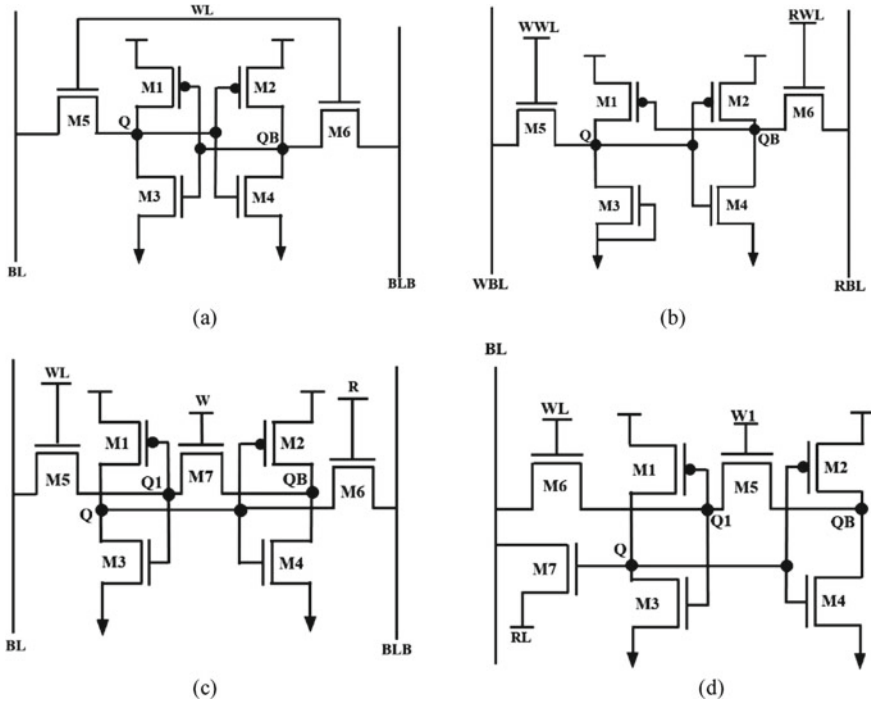 WL
M1
M2
M5
Q
QB
M6
M3
M4
BL
BLB
(a)
WWL
RWL
M1
M2
M5
M6
Q
QB
M3
M4
WBL
RBL
(b)
WL
W
R
M1
M2
M5
Q1
M7
QB
M6
Q
M3
M4
BL
BLB
(c)
BL
WL
W1
M1
M2
M6
M5
Q1
QB
Q
M7
M3
M4
RL
(d)